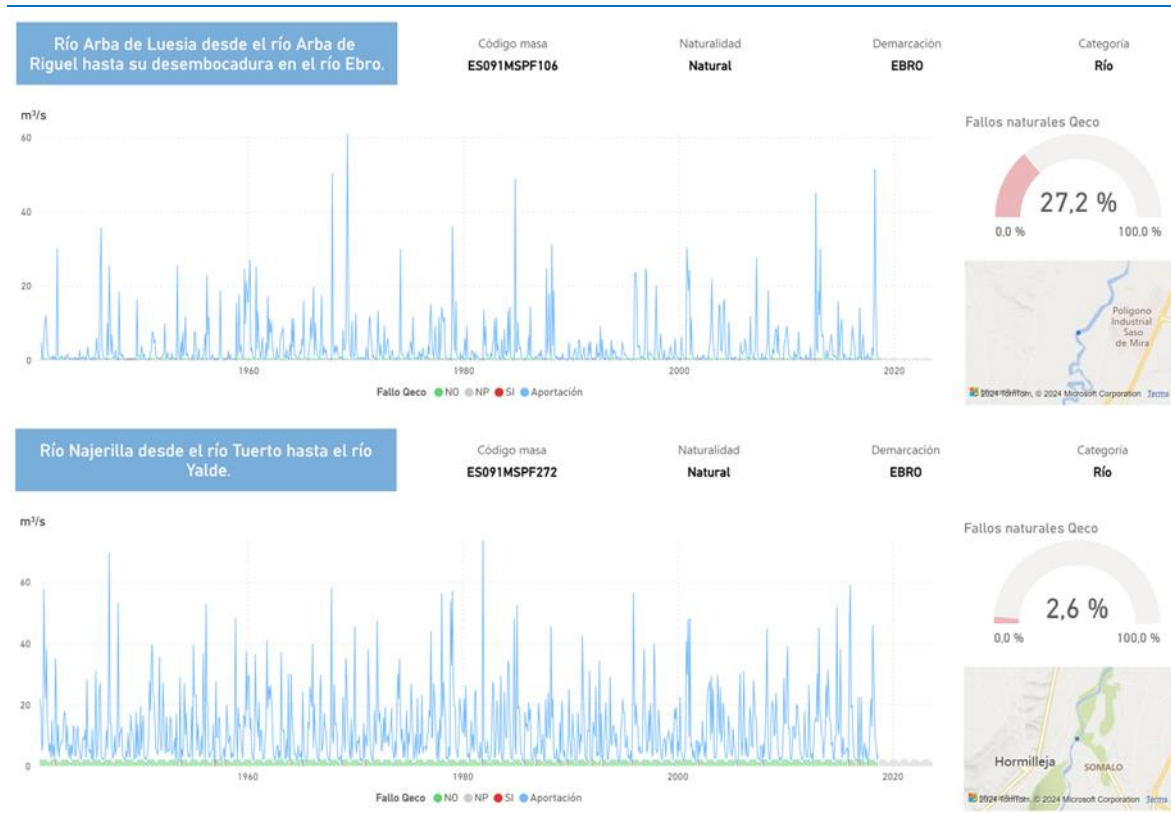 Río Arba de Luesia desde el río Arba de
Riguel hasta su desembocadura en el río Ebro.
Código masa
ES091MSPF106
Naturalidad
Natural
Demarcación
EBRO
Categoría
Río
m³/s
60
40
20
0
1960
1980
2000
2020
Fallo Qeco NO NP SI Aportación
Fallos naturales Qeco
27,2 %
0,0 %
100,0 %
Polígono
Industrial
Saso
de Mira
© 2024 TomTom, © 2024 Microsoft Corporation Terms
Río Najerilla desde el río Tuerto hasta el río
Yalde.
Código masa
ES091MSPF272
Naturalidad
Natural
Demarcación
EBRO
Categoría
Río
m³/s
60
40
20
0
1960
1980
2000
2020
Fallo Qeco NO NP SI Aportación
Fallos naturales Qeco
2,6 %
0,0 %
100,0 %
Hormilleja
SOMALO
© 2024 TomTom, © 2024 Microsoft Corporation Terms